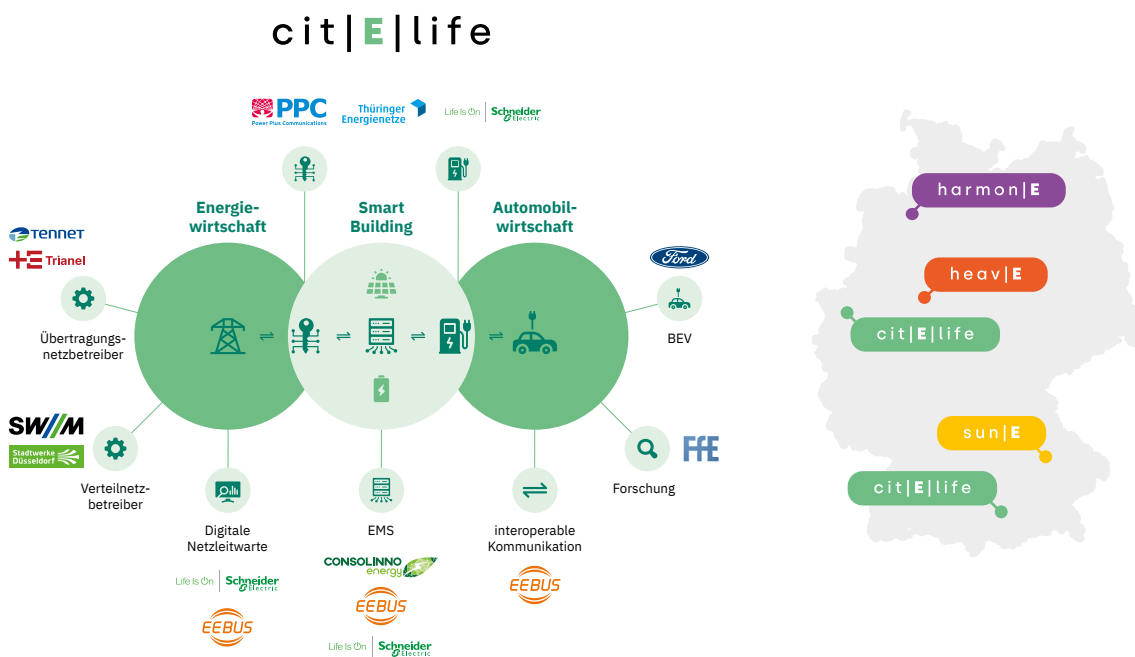 cit|E|life
PPC
Power Plus Communications
Thüringer
Energienetze
Life Is On | Schneider
Electric
Energie-
wirtschaft
Smart
Building
Automobil-
wirtschaft
TenneT
Trianel
Übertragungs-
netzbetreiber
Ford
BEV
SW//M
Stadtwerke
Düsseldorf
Verteilnetz-
betreiber
FfE
Forschung
Digitale
Netzleitwarte
EMS
interoperable
Kommunikation
Life Is On | Schneider
Electric
EEBUS
CONSOLINNO
energy
EEBUS
Life Is On | Schneider
Electric
EEBUS
harmon|E
heav|E
cit|E|life
sun|E
cit|E|life